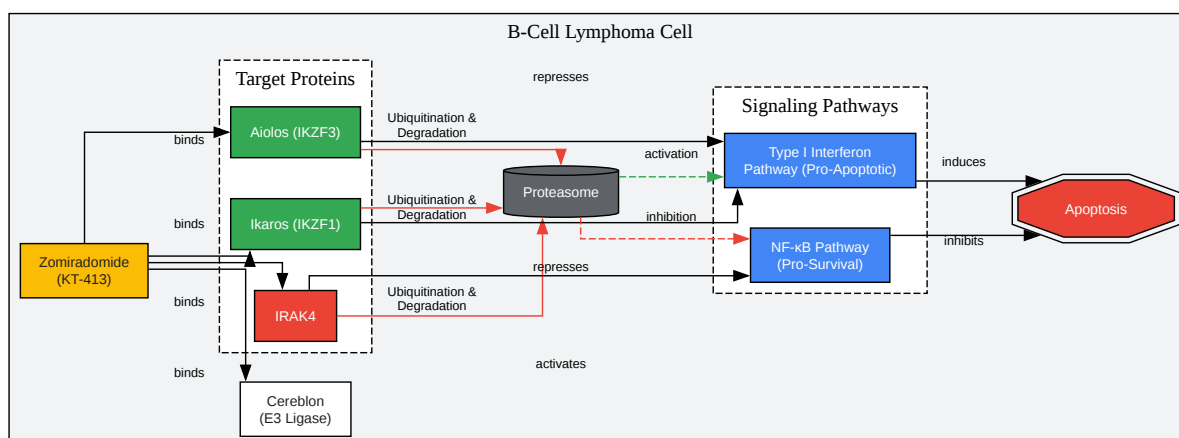 B-Cell Lymphoma Cell
Target Proteins
represses
Signaling Pathways
Aiolos (IKZF3)
binds
Ubiquitination &
Degradation
Type I Interferon
Pathway (Pro-Apoptotic)
activation
induces
Proteasome
Ikaros (IKZF1)
binds
Ubiquitination &
Degradation
inhibition
Apoptosis
NF-κB Pathway
(Pro-Survival)
inhibits
Zomiradomide
(KT-413)
represses
binds
IRAK4
Ubiquitination &
Degradation
activates
binds
Cereblon
(E3 Ligase)